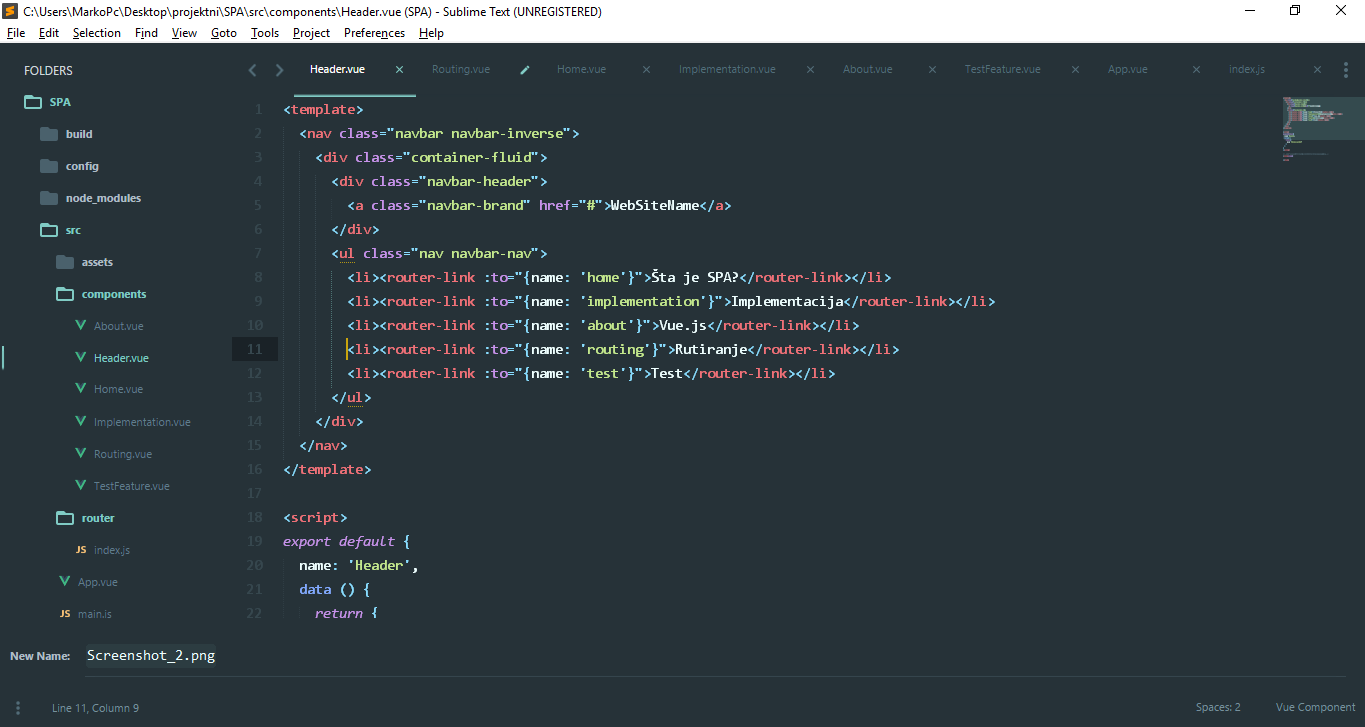 C:\Users\MarkoPc\Desktop\projektni\SPA\src\components\Header.vue (SPA) - Sublime Text (UNREGISTERED)
File Edit Selection Find View Goto Tools Project Preferences Help
FOLDERS
SPA
build
config
node_modules
src
assets
components
About.vue
Header.vue
Home.vue
Implementation.vue
Routing.vue
TestFeature.vue
router
JS index.js
App.vue
JS main.js
Header.vue Routing.vue Home.vue Implementation.vue About.vue TestFeature.vue App.vue index.js
1 <template>
2 <nav class="navbar navbar-inverse">
3 <div class="container-fluid">
4 <div class="navbar-header">
5 <a class="navbar-brand" href="#">WebSiteName</a>
6 </div>
7 <ul class="nav navbar-nav">
8 <li><router-link :to="{name: 'home'}">Šta je SPA?</router-link></li>
9 <li><router-link :to="{name: 'implementation'}">Implementacija</router-link></li>
10 <li><router-link :to="{name: 'about'}">Vue.js</router-link></li>
11 <li><router-link :to="{name: 'routing'}">Rutiranje</router-link></li>
12 <li><router-link :to="{name: 'test'}">Test</router-link></li>
13 </ul>
14 </div>
15 </nav>
16 </template>
17
18 <script>
19 export default {
20 name: 'Header',
21 data () {
22 return {
New Name: Screenshot_2.png
Line 11, Column 9
Spaces: 2 Vue Component